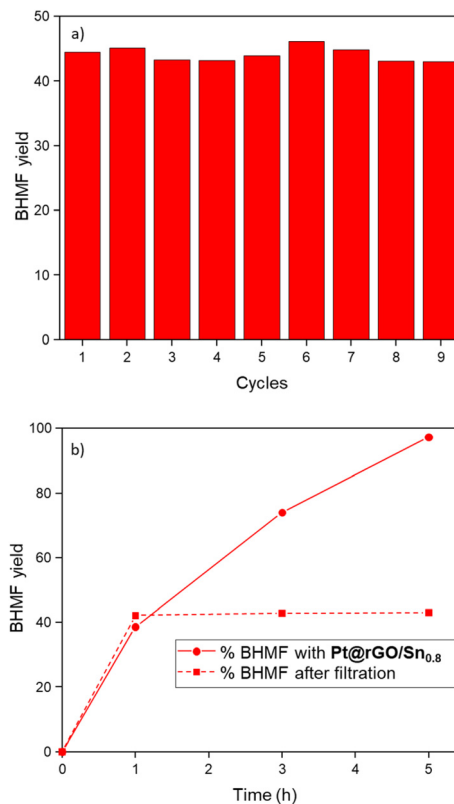 a)
50
40
30
20
10
0
BHMF yield
1 2 3 4 5 6 7 8 9
Cycles
b)
100
80
60
40
20
0
BHMF yield
% BHMF with Pt@rGO/Sn0.8
% BHMF after filtration
0 1 2 3 4 5
Time (h)